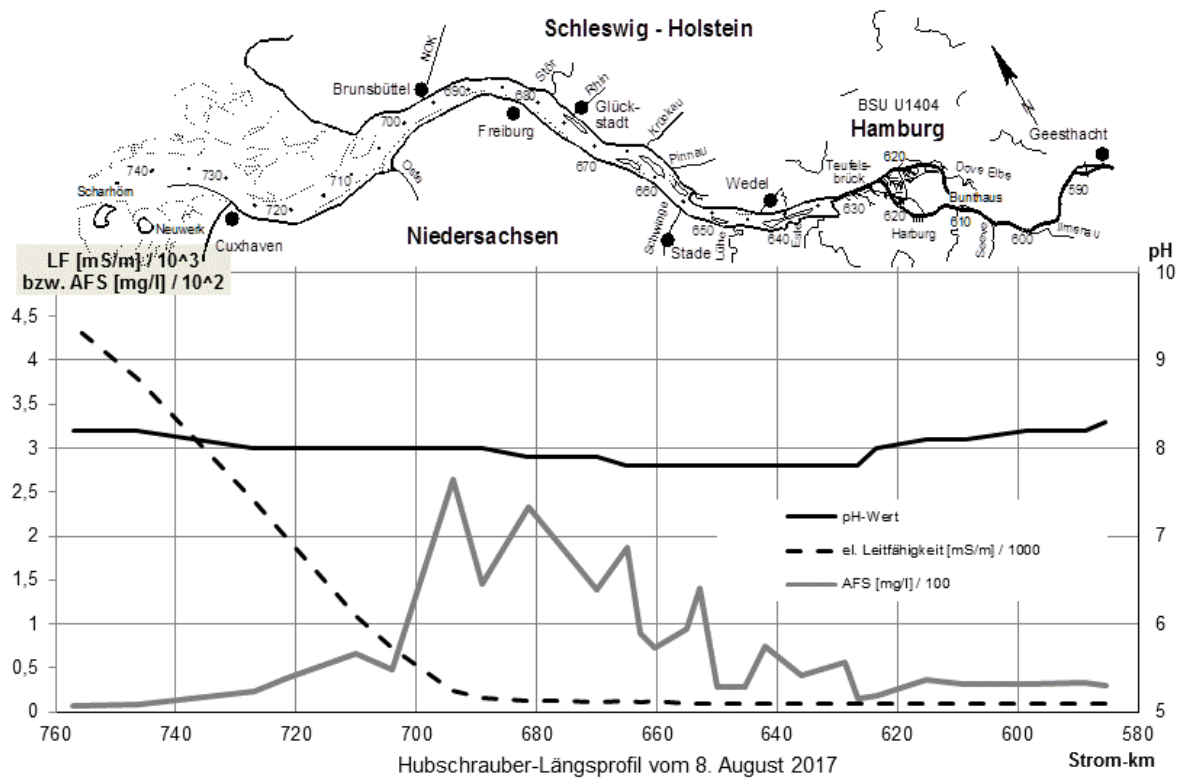 Schleswig - Holstein
NOK
Brunsbüttel
690
680
Stör
Rhin
Glück-
stadt
700
Freiburg
Krückau
BSU U1404
Hamburg
Geesthacht
N
740
730
710
Oste
670
Pinnau
Teufels-
brück
620
Dove Elbe
590
Scharhörn
660
Wedel
Bunthaus
720
630
620
610
Neuwerk
Niedersachsen
Schwinge
650
640
Harburg
Seeve
600
Ilmenau
Cuxhaven
Stade
Lühe
Este
LF [mS/m] / 10^3
bzw. AFS [mg/l] / 10^2
pH
10
4,5
4
9
3,5
3
8
2,5
2
7
1,5
1
6
0,5
0
5
pH-Wert
el. Leitfähigkeit [mS/m] / 1000
AFS [mg/l] / 100
760 740 720 700 680 660 640 620 600 580
Hubschrauber-Längsprofil vom 8. August 2017
Strom-km